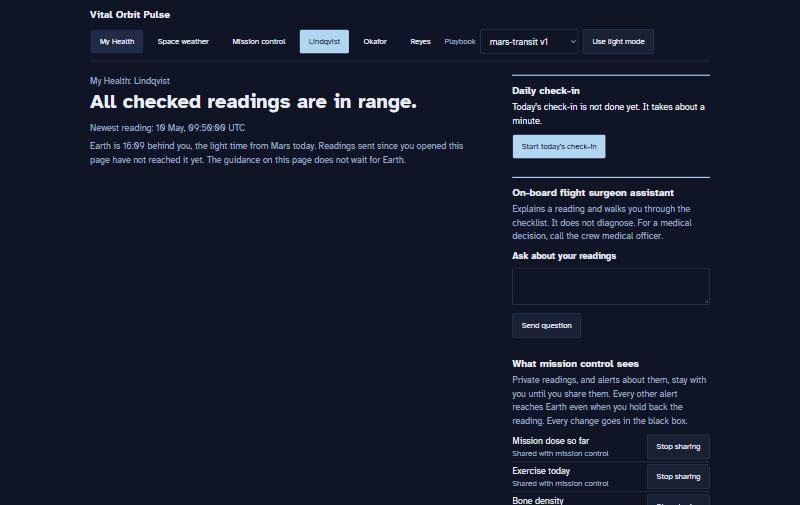 Vital Orbit Pulse
My Health
Space weather
Mission control
Lindqvist
Okafor
Reyes
Playbook
mars-transit v1
Use light mode
My Health: Lindqvist
All checked readings are in range.
Newest reading: 10 May, 09:50:00 UTC
Earth is 16:09 behind you, the light time from Mars today. Readings sent since you opened this
page have not reached it yet. The guidance on this page does not wait for Earth.
Daily check-in
Today's check-in is not done yet. It takes about a
minute.
Start today's check-in
On-board flight surgeon assistant
Explains a reading and walks you through the
checklist. It does not diagnose. For a medical
decision, call the crew medical officer.
Ask about your readings
Send question
What mission control sees
Private readings, and alerts about them, stay with
you until you share them. Every other alert
reaches Earth even when you hold back the
reading. Every change goes in the black box.
Mission dose so far
Shared with mission control
Stop sharing
Exercise today
Shared with mission control
Stop sharing
Bone density